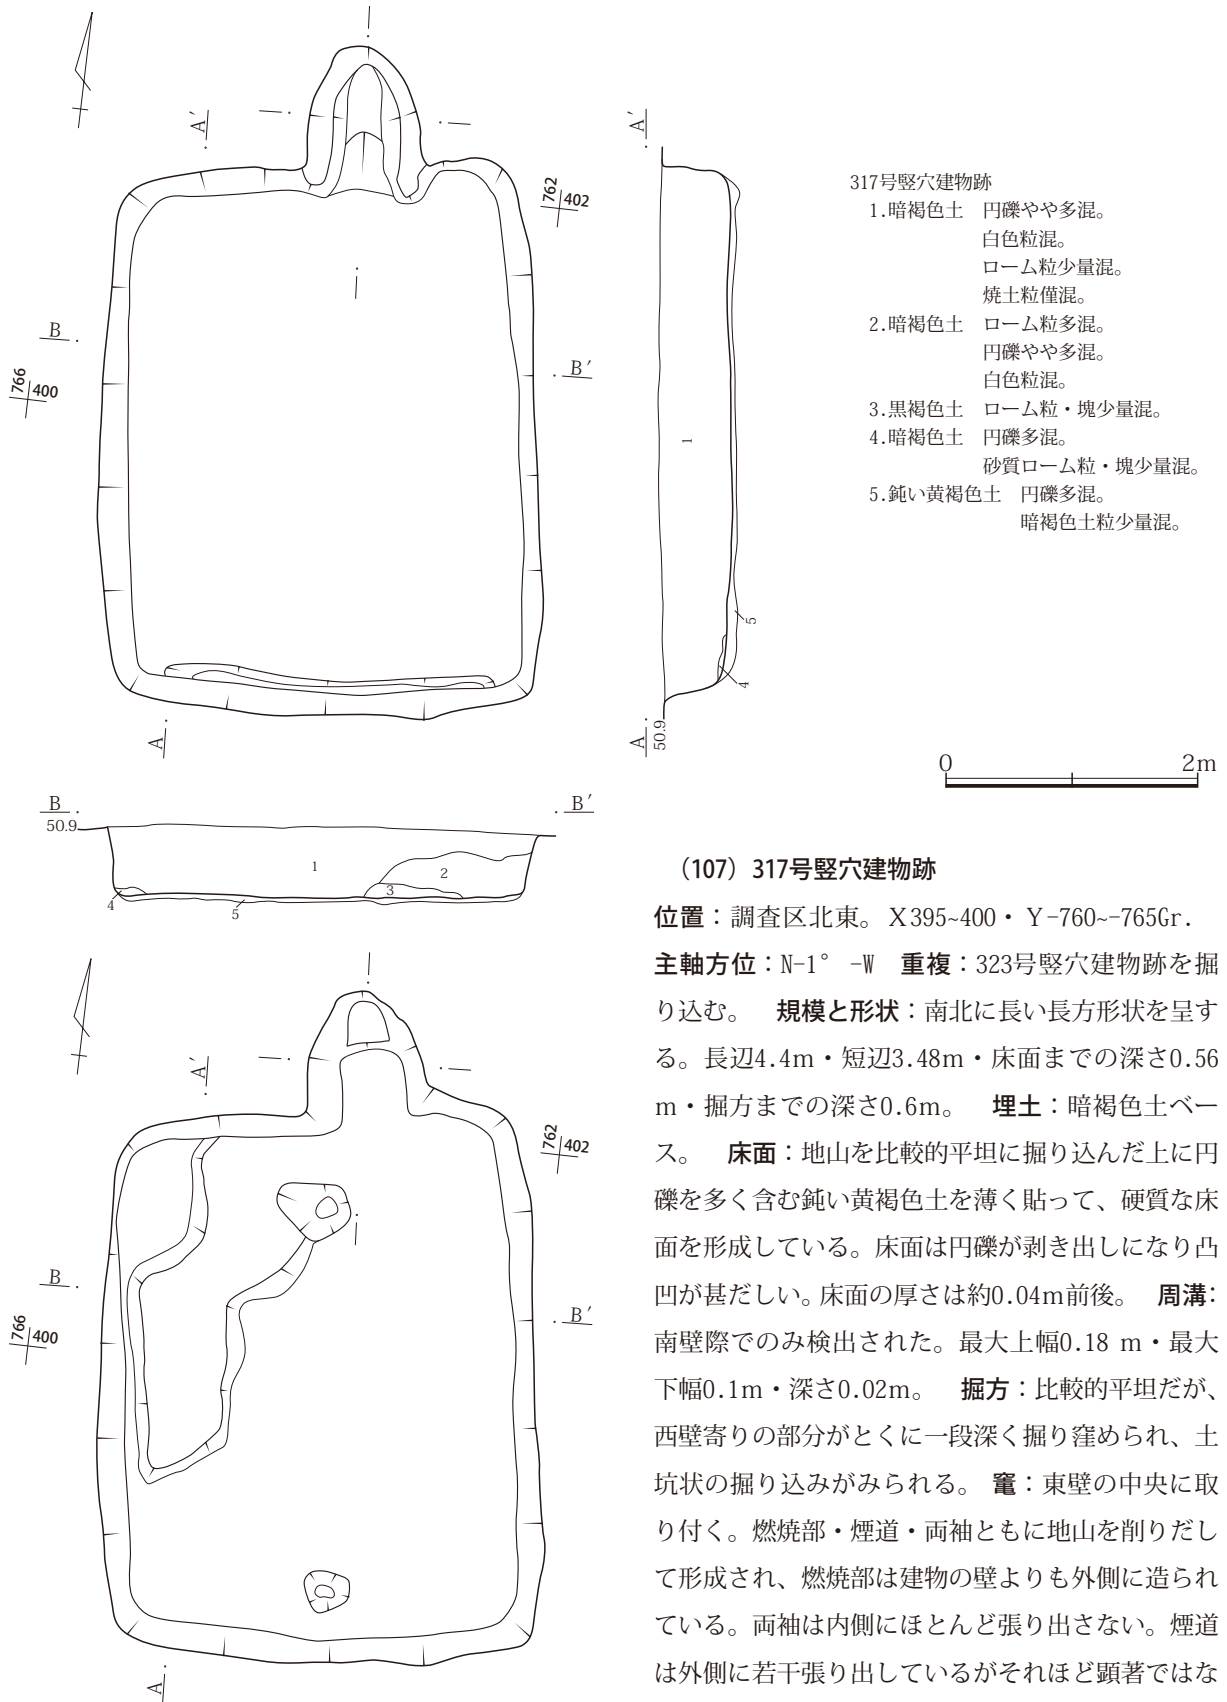 A′
762
402
B
766
400
B′
A
A′
1
5
4
A
50.9
317号竪穴建物跡
1.暗褐色土　円礫やや多混。
白色粒混。
ローム粒少量混。
焼土粒僅混。
2.暗褐色土　ローム粒多混。
円礫やや多混。
白色粒混。
3.黒褐色土　ローム粒・塊少量混。
4.暗褐色土　円礫多混。
砂質ローム粒・塊少量混。
5.鈍い黄褐色土　円礫多混。
暗褐色土粒少量混。
0　2m
B
50.9
B′
1
2
3
4
5
A′
762
402
B
766
400
B′
A
（107）317号竪穴建物跡
位置：調査区北東。X395~400・Y-760~-765Gr.
主軸方位：N-1°-W　重複：323号竪穴建物跡を掘
り込む。　規模と形状：南北に長い長方形状を呈す
る。長辺4.4m・短辺3.48m・床面までの深さ0.56
m・掘方までの深さ0.6m。　埋土：暗褐色土ベー
ス。　床面：地山を比較的平坦に掘り込んだ上に円
礫を多く含む鈍い黄褐色土を薄く貼って、硬質な床
面を形成している。床面は円礫が剥き出しになり凸
凹が甚だしい。床面の厚さは約0.04m前後。　周溝：
南壁際でのみ検出された。最大上幅0.18 m・最大
下幅0.1m・深さ0.02m。　掘方：比較的平坦だが、
西壁寄りの部分がとくに一段深く掘り窪められ、土
坑状の掘り込みがみられる。　竃：東壁の中央に取
り付く。燃焼部・煙道・両袖ともに地山を削りだし
て形成され、燃焼部は建物の壁よりも外側に造られ
ている。両袖は内側にほとんど張り出さない。煙道
は外側に若干張り出しているがそれほど顕著ではな